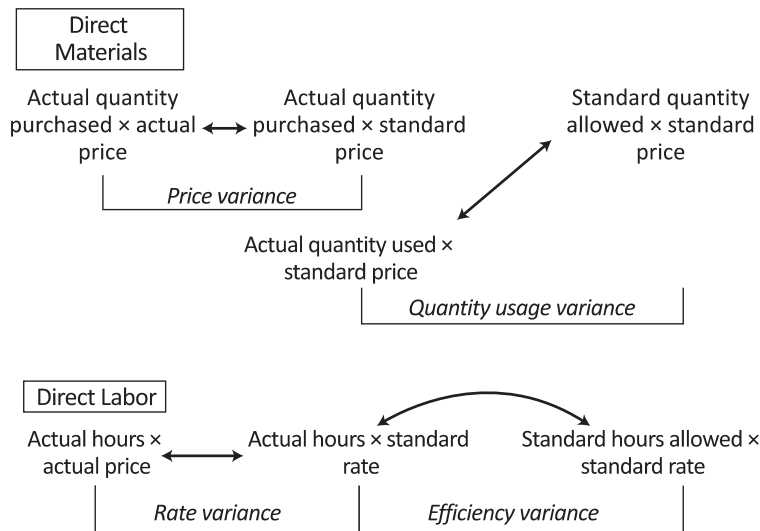 Direct
Materials
Actual quantity
purchased × actual
price
Actual quantity
purchased × standard
price
Standard quantity
allowed × standard
price
Price variance
Actual quantity used ×
standard price
Quantity usage variance
Direct Labor
Actual hours ×
actual price
Actual hours × standard
rate
Standard hours allowed ×
standard rate
Rate variance
Efficiency variance